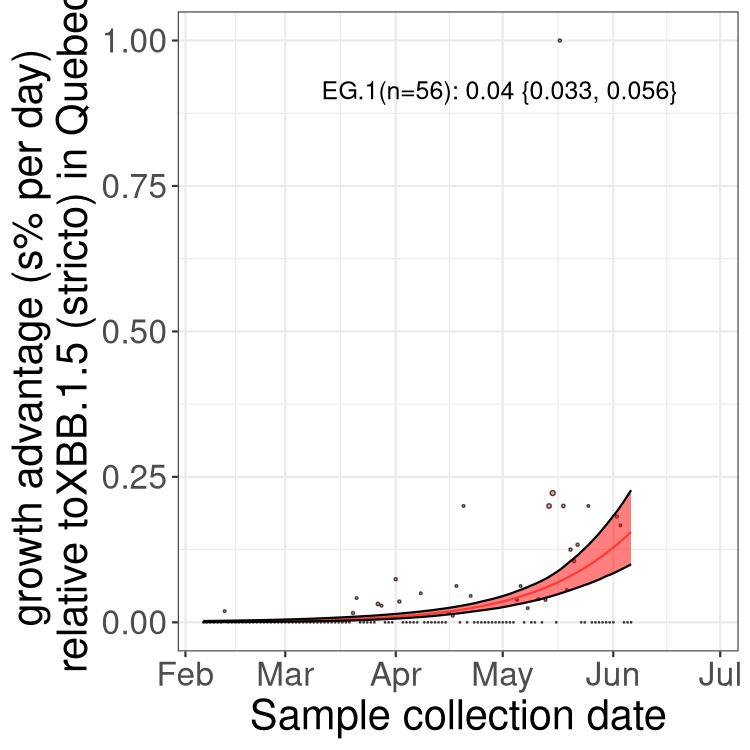 growth advantage (s% per day)
relative toXBB.1.5 (stricto) in Quebec
1.00
0.75
0.50
0.25
0.00
EG.1(n=56): 0.04 {0.033, 0.056}
Feb Mar Apr May Jun Jul
Sample collection date